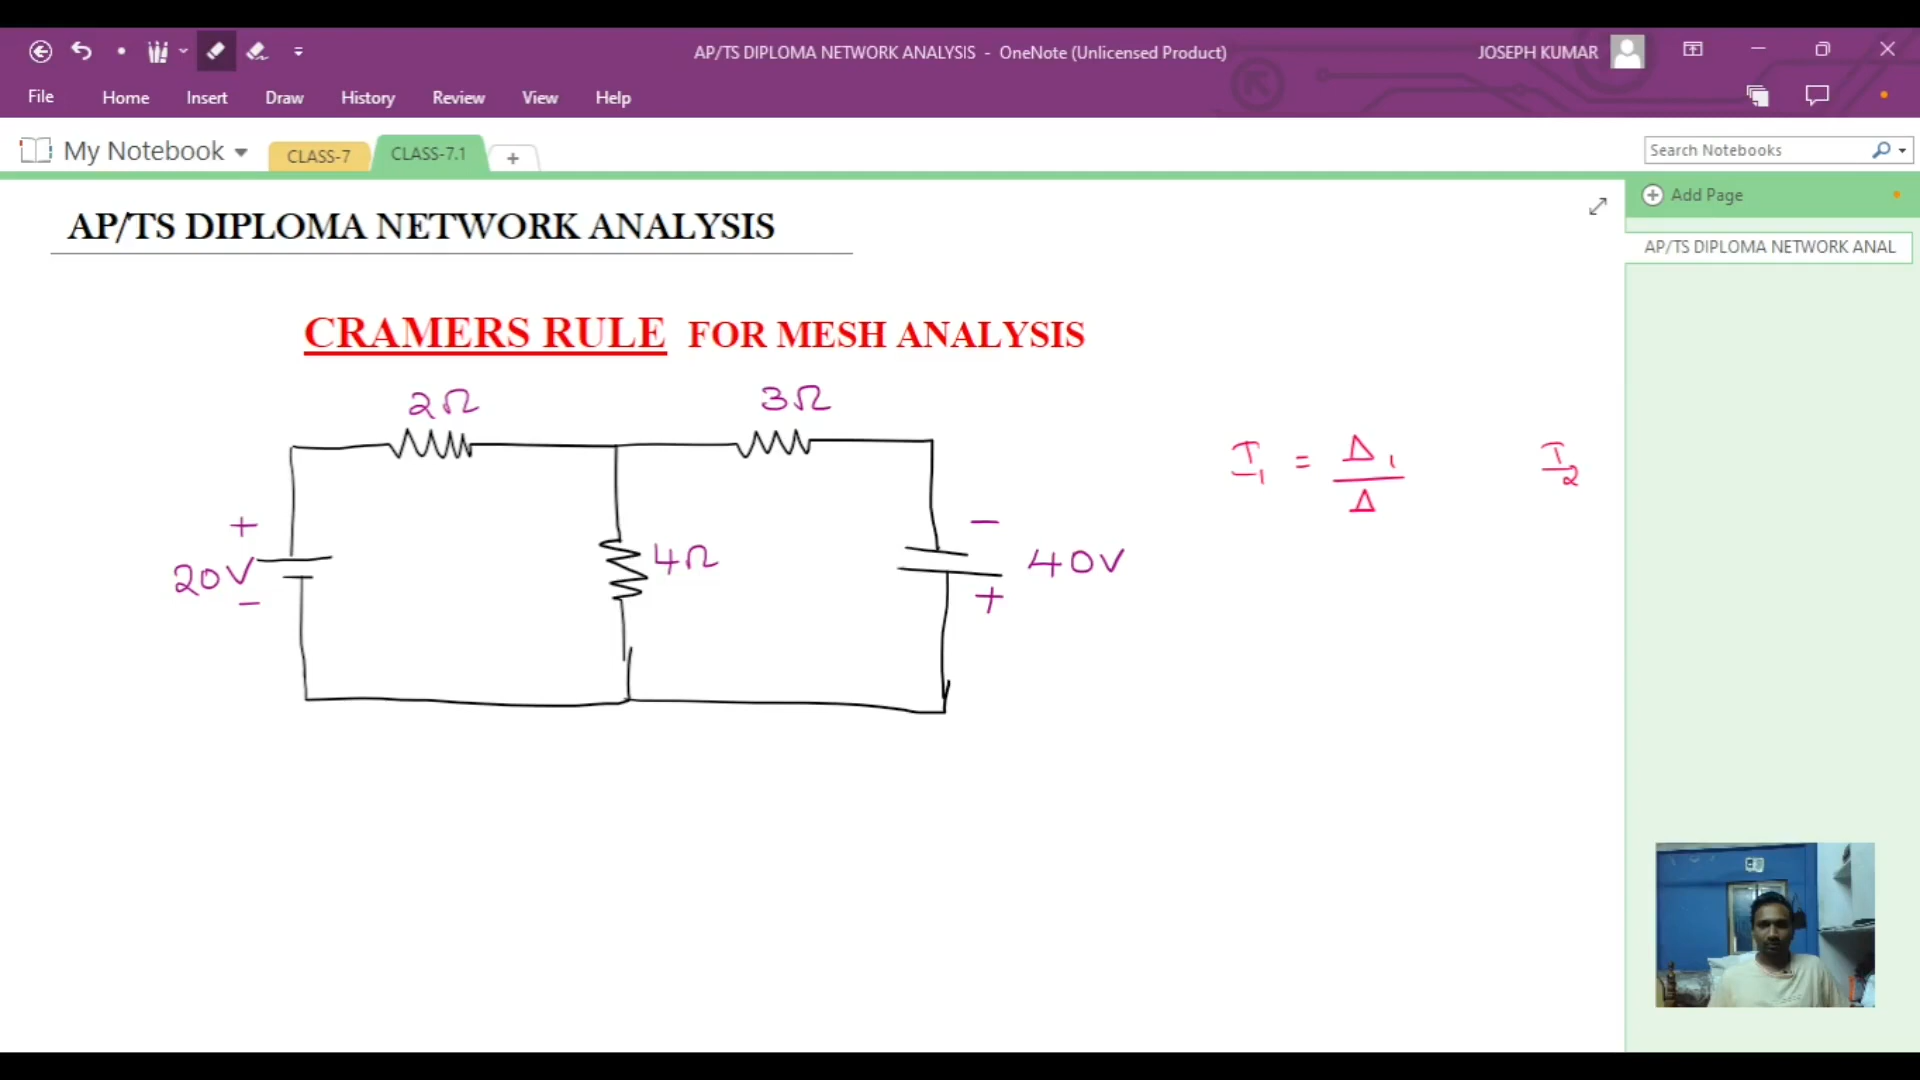 AP/TS DIPLOMA NETWORK ANALYSIS - OneNote (Unlicensed Product)
JOSEPH KUMAR
File Home Insert Draw History Review View Help
My Notebook
CLASS-7
CLASS-7.1
Search Notebooks
Add Page
AP/TS DIPLOMA NETWORK ANAL
AP/TS DIPLOMA NETWORK ANALYSIS
CRAMERS RULE FOR MESH ANALYSIS
2Ω
3Ω
I₁ = Δ₁/Δ
I₂
+
20V
−
4Ω
−
40V
+